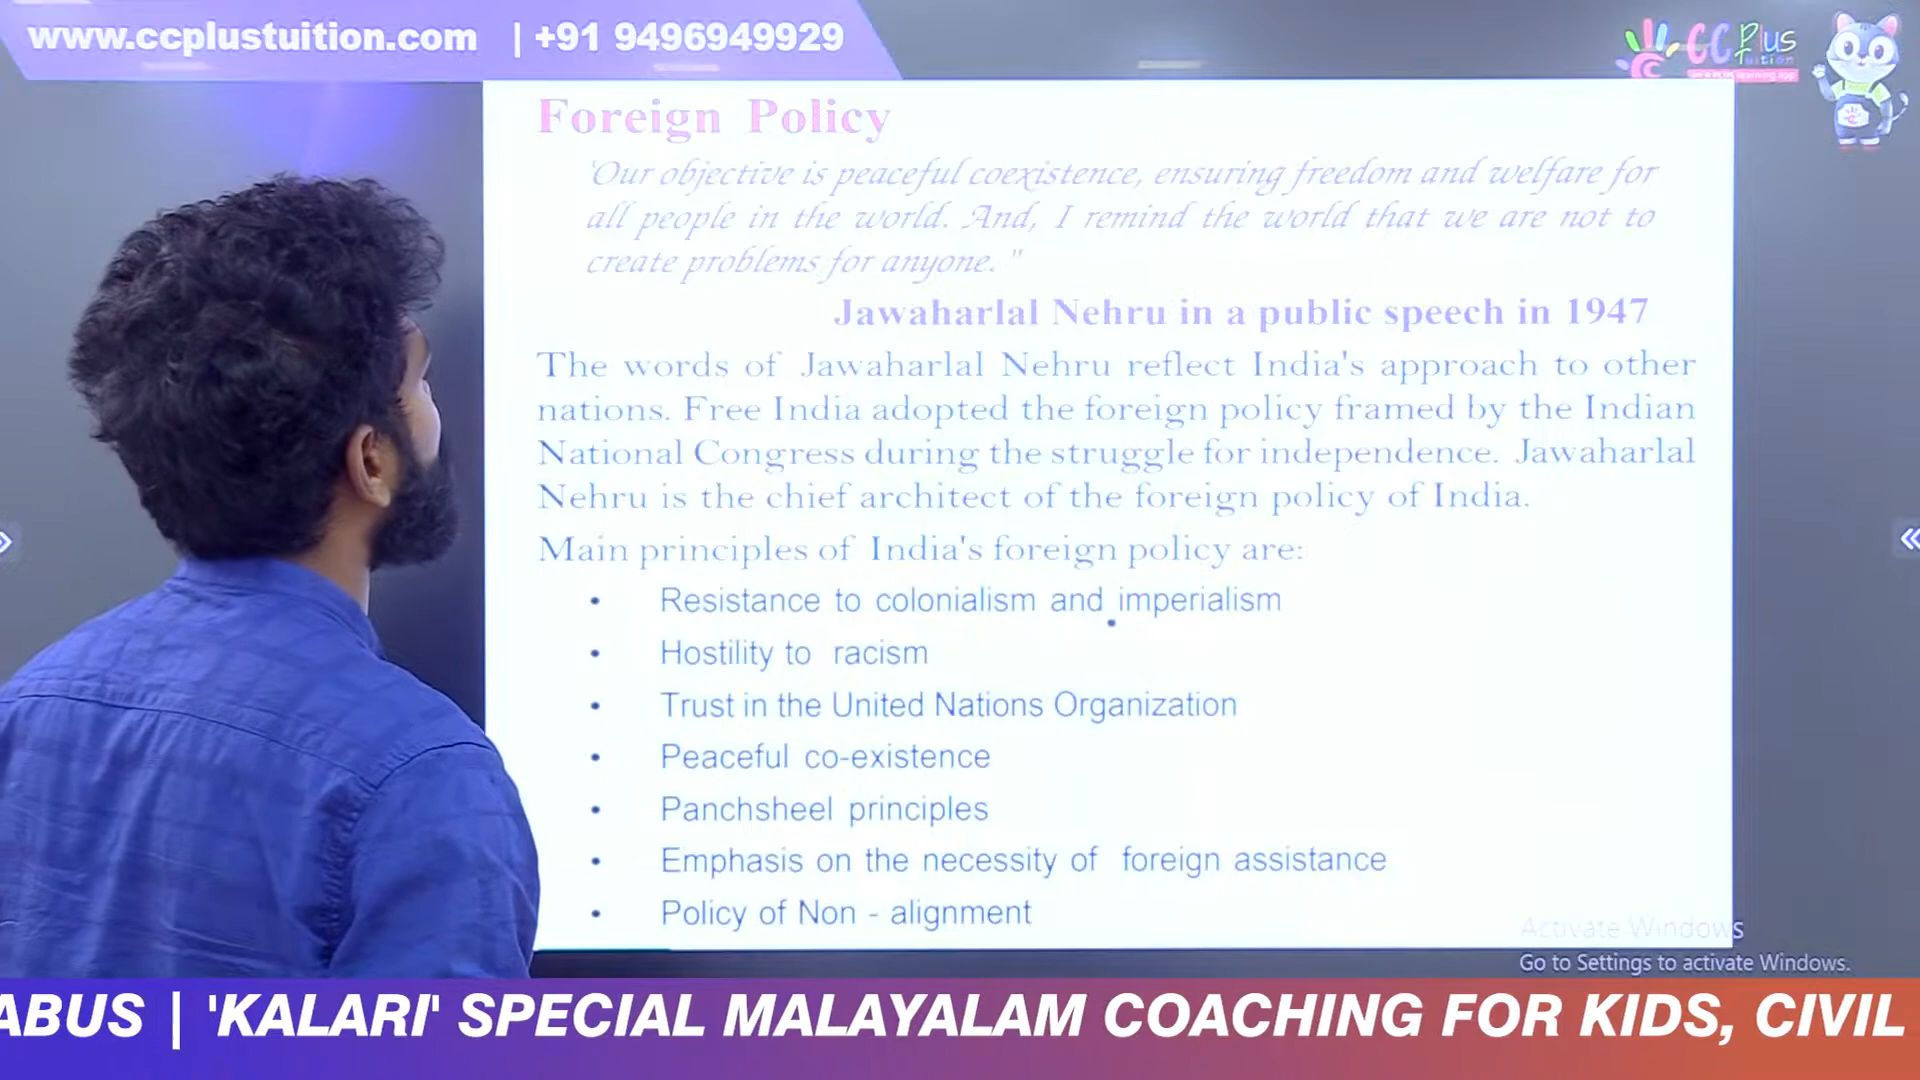 www.ccplustuition.com | +91 9496949929
CC Plus
Tuition
Foreign Policy
'Our objective is peaceful coexistence, ensuring freedom and welfare for
all people in the world. And, I remind the world that we are not to
create problems for anyone. "
Jawaharlal Nehru in a public speech in 1947
The words of Jawaharlal Nehru reflect India's approach to other
nations. Free India adopted the foreign policy framed by the Indian
National Congress during the struggle for independence. Jawaharlal
Nehru is the chief architect of the foreign policy of India.
Main principles of India's foreign policy are:
• Resistance to colonialism and imperialism
• Hostility to racism
• Trust in the United Nations Organization
• Peaceful co-existence
• Panchsheel principles
• Emphasis on the necessity of foreign assistance
• Policy of Non - alignment
Activate Windows
Go to Settings to activate Windows.
ABUS | 'KALARI' SPECIAL MALAYALAM COACHING FOR KIDS, CIVIL